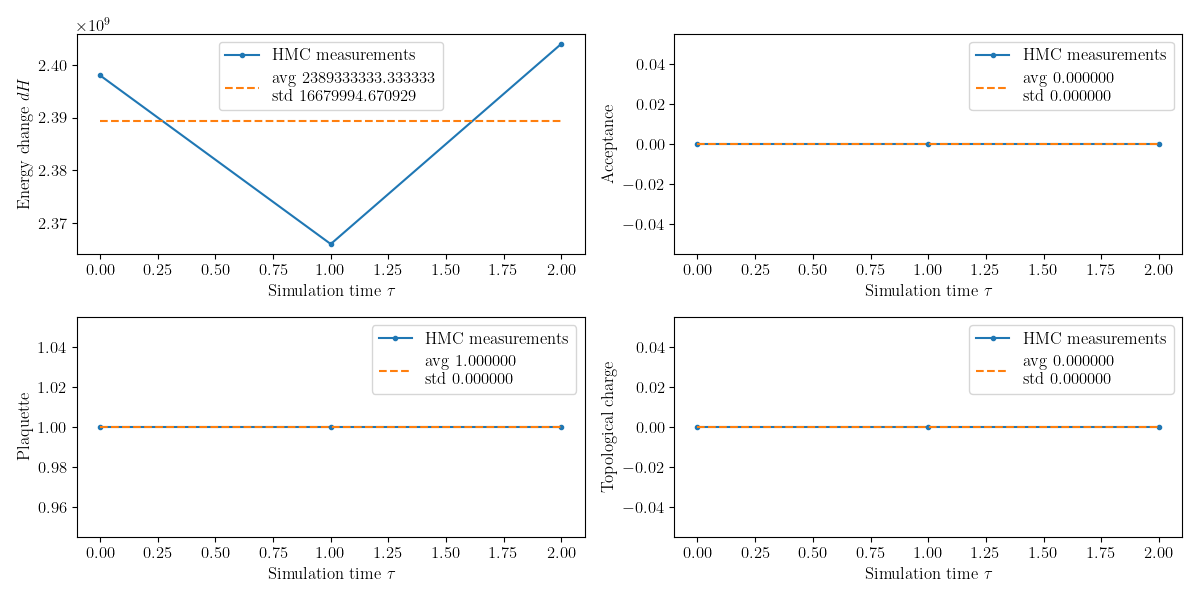 ×10⁹
Energy change dH
2.40
2.39
2.38
2.37
HMC measurements
avg 2389333333.333333
std 16679994.670929
0.00 0.25 0.50 0.75 1.00 1.25 1.50 1.75 2.00
Simulation time τ
Acceptance
0.04
0.02
0.00
−0.02
−0.04
HMC measurements
avg 0.000000
std 0.000000
0.00 0.25 0.50 0.75 1.00 1.25 1.50 1.75 2.00
Simulation time τ
Plaquette
1.04
1.02
1.00
0.98
0.96
HMC measurements
avg 1.000000
std 0.000000
0.00 0.25 0.50 0.75 1.00 1.25 1.50 1.75 2.00
Simulation time τ
Topological charge
0.04
0.02
0.00
−0.02
−0.04
HMC measurements
avg 0.000000
std 0.000000
0.00 0.25 0.50 0.75 1.00 1.25 1.50 1.75 2.00
Simulation time τ